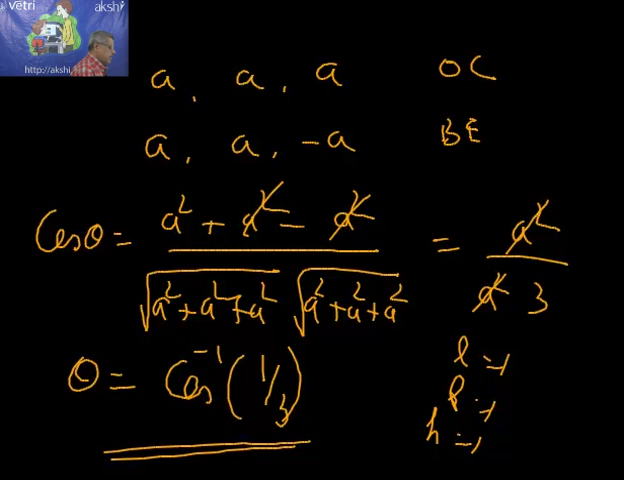 vetri akshi
http://akshi
a, a, a OC
a, a, -a BE
Cosθ = a² + a² - a² / √a²+a²+a² √a²+a²+a² = a² / a² 3
θ = Cos⁻¹(1/3)
l -1
b -1
h -1